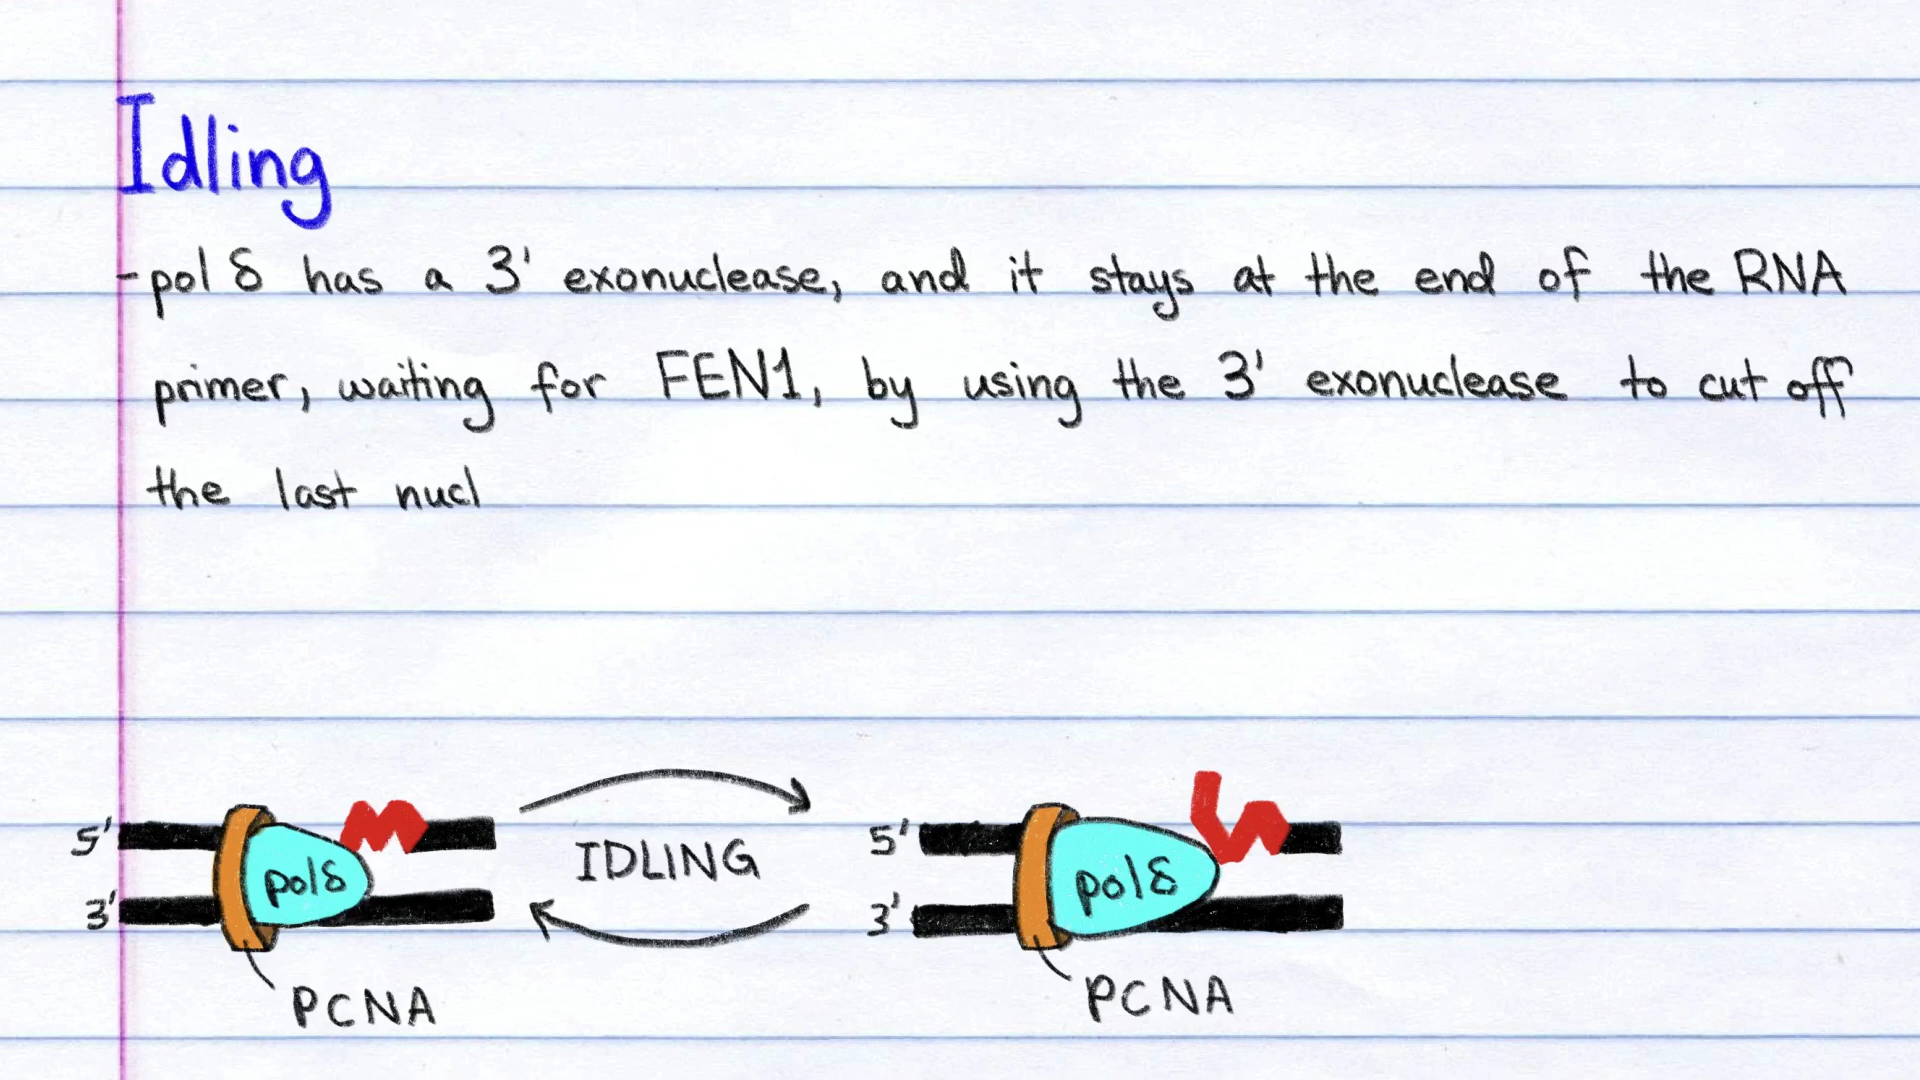 Idling
-pol δ has a 3' exonuclease, and it stays at the end of the RNA
primer, waiting for FEN1, by using the 3' exonuclease to cut off
the last nucl
5'
3'
pol δ
PCNA
IDLING
5'
3'
pol δ
PCNA